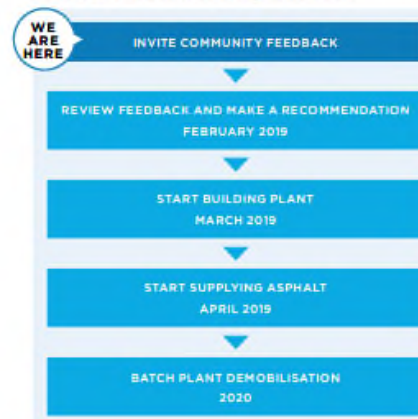 WE
ARE
HERE
INVITE COMMUNITY FEEDBACK
REVIEW FEEDBACK AND MAKE A RECOMMENDATION
FEBRUARY 2019
START BUILDING PLANT
MARCH 2019
START SUPPLYING ASPHALT
APRIL 2019
BATCH PLANT DEMOBILISATION
2020